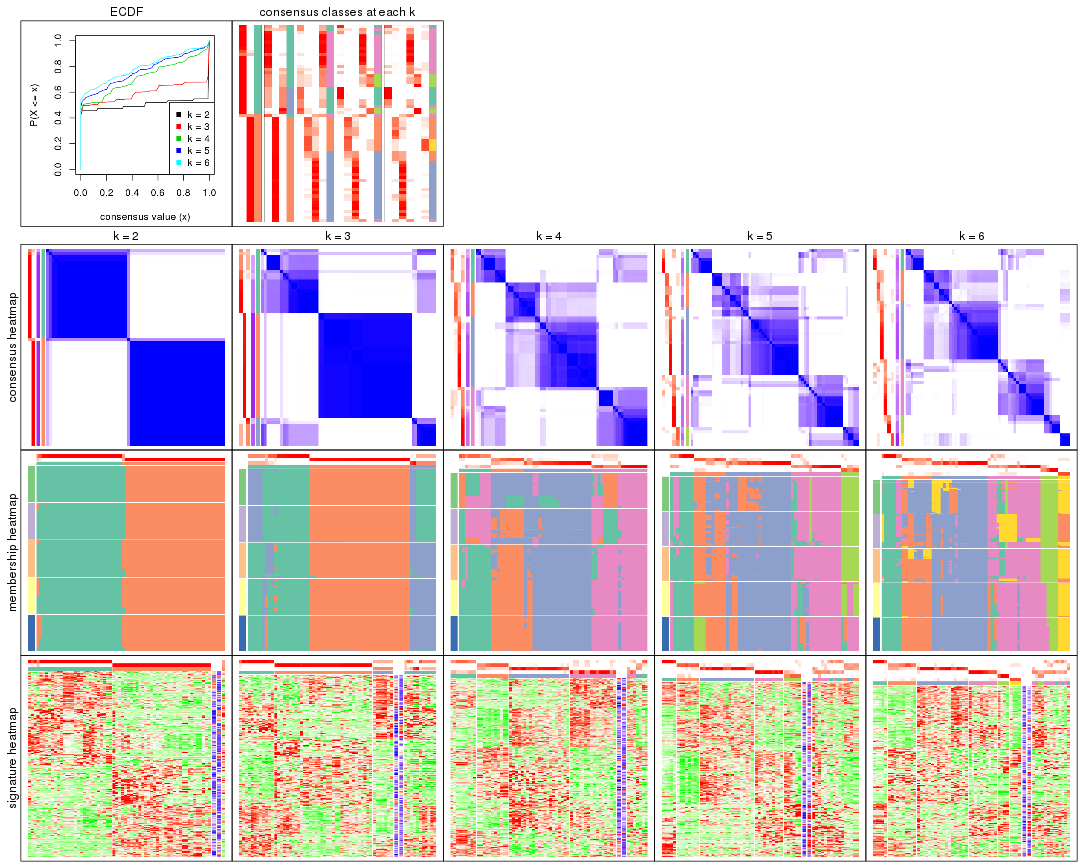 ECDF
consensus classes at each k
P(X <= x)
0.0 0.2 0.4 0.6 0.8 1.0
k = 2
k = 3
k = 4
k = 5
k = 6
0.0 0.2 0.4 0.6 0.8 1.0
consensus value (x)
k = 2 k = 3 k = 4 k = 5 k = 6
consensus heatmap
membership heatmap
signature heatmap